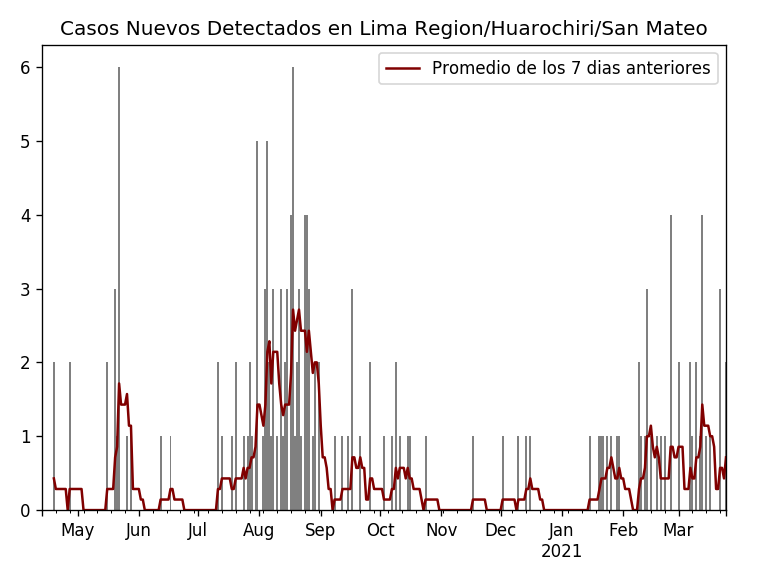 Casos Nuevos Detectados en Lima Region/Huarochiri/San Mateo
Promedio de los 7 dias anteriores
6
5
4
3
2
1
0
May Jun Jul Aug Sep Oct Nov Dec Jan Feb Mar
2021